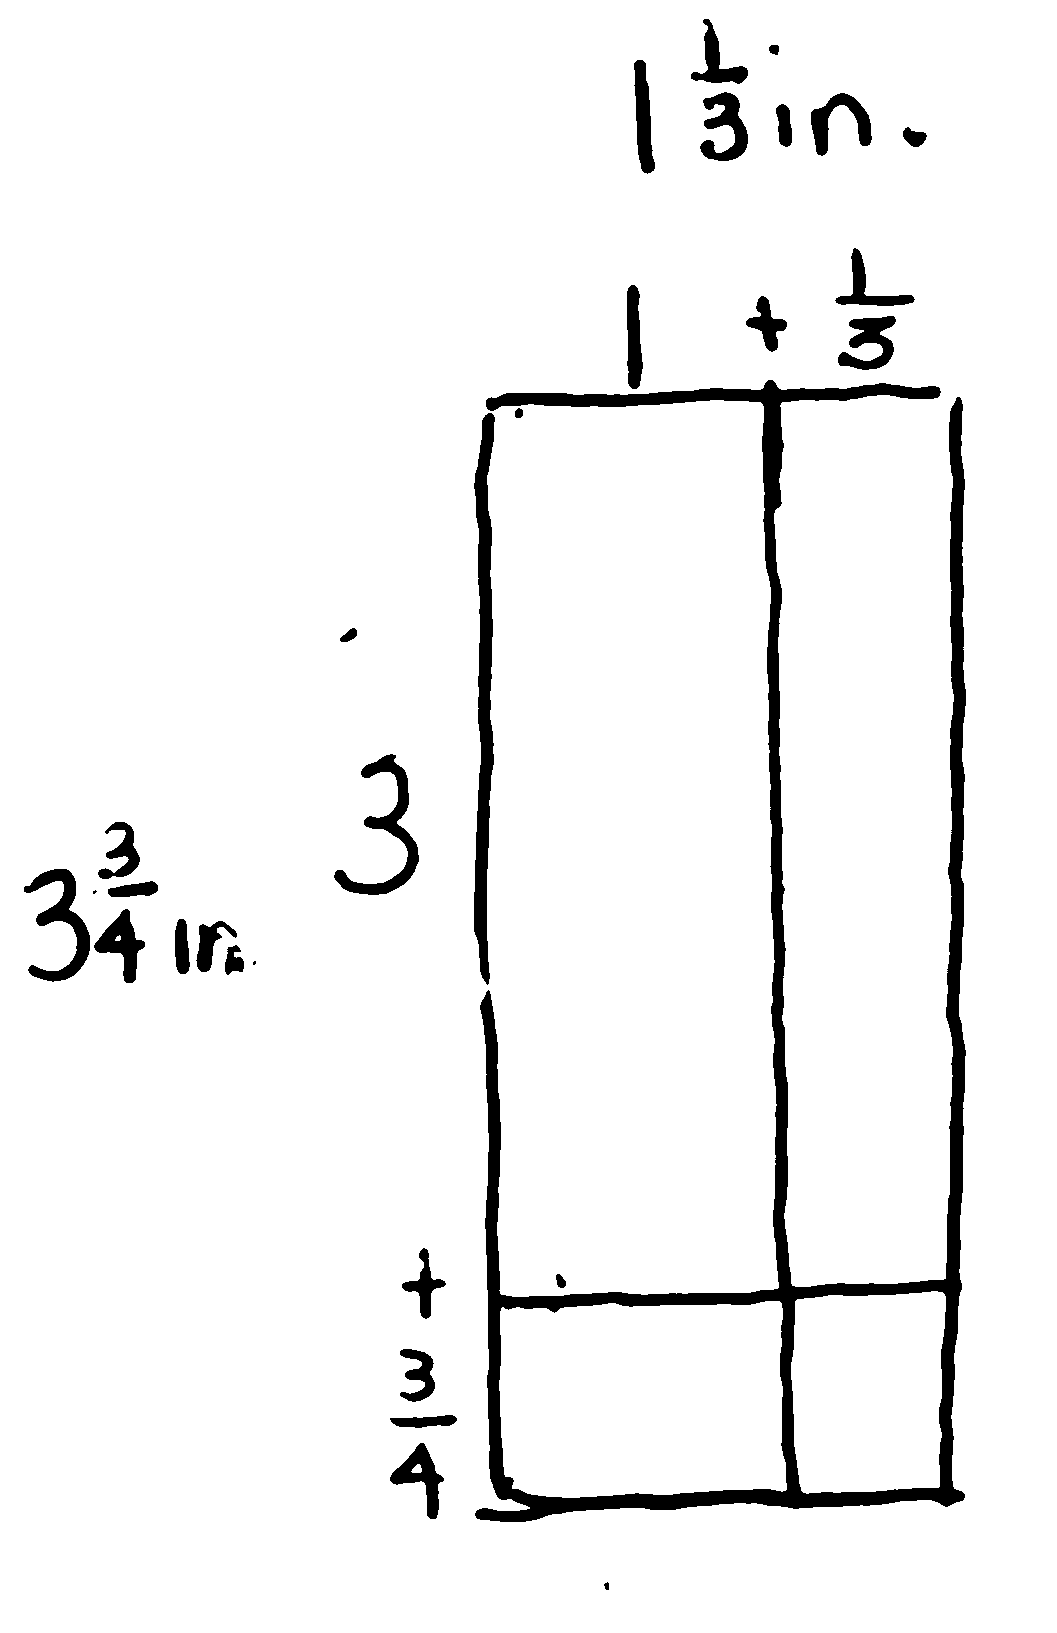 1 1/3 in.
1 + 1/3
3
3 3/4 in.
+
3/4